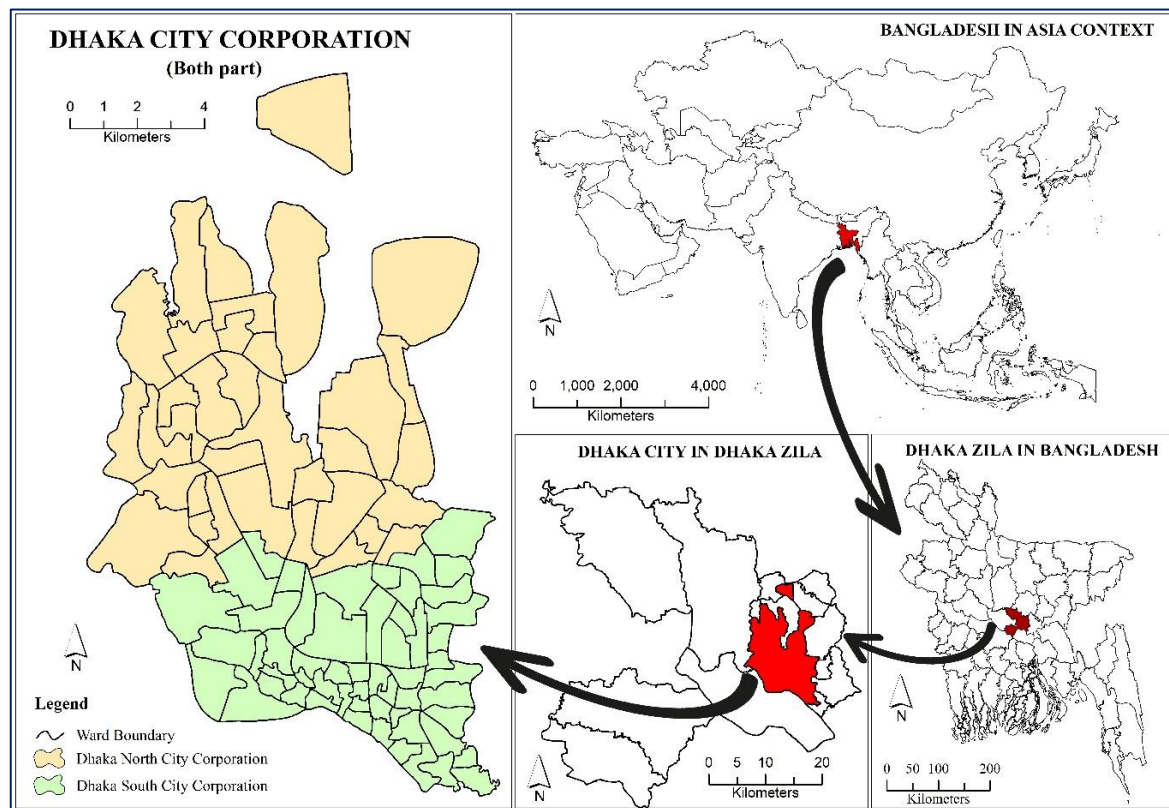 DHAKA CITY CORPORATION
(Both part)
0 1 2 4
Kilometers
N
Legend
Ward Boundary
Dhaka North City Corporation
Dhaka South City Corporation
BANGLADESH IN ASIA CONTEXT
N
0 1,000 2,000 4,000
Kilometers
DHAKA CITY IN DHAKA ZILA
N
0 5 10 20
Kilometers
DHAKA ZILA IN BANGLADESH
N
0 50 100 200
Kilometers